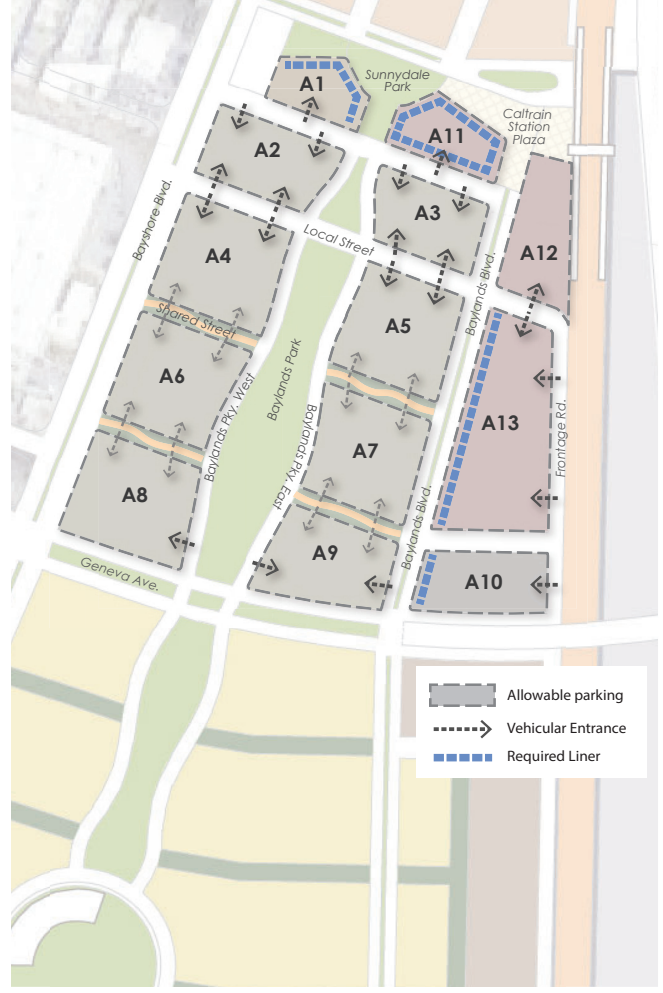 A1
Sunnydale
Park
A11
Caltrain
Station
Plaza
A2
A3
A12
Bayshore Blvd.
A4
Local Street
Baylands Blvd.
A5
Shared Street
Baylands Park
A6
Baylands Pky. West
Baylands Pky. East
A13
Frontage Rd.
A7
A8
Baylands Blvd.
A9
A10
Geneva Ave.
Allowable parking
Vehicular Entrance
Required Liner